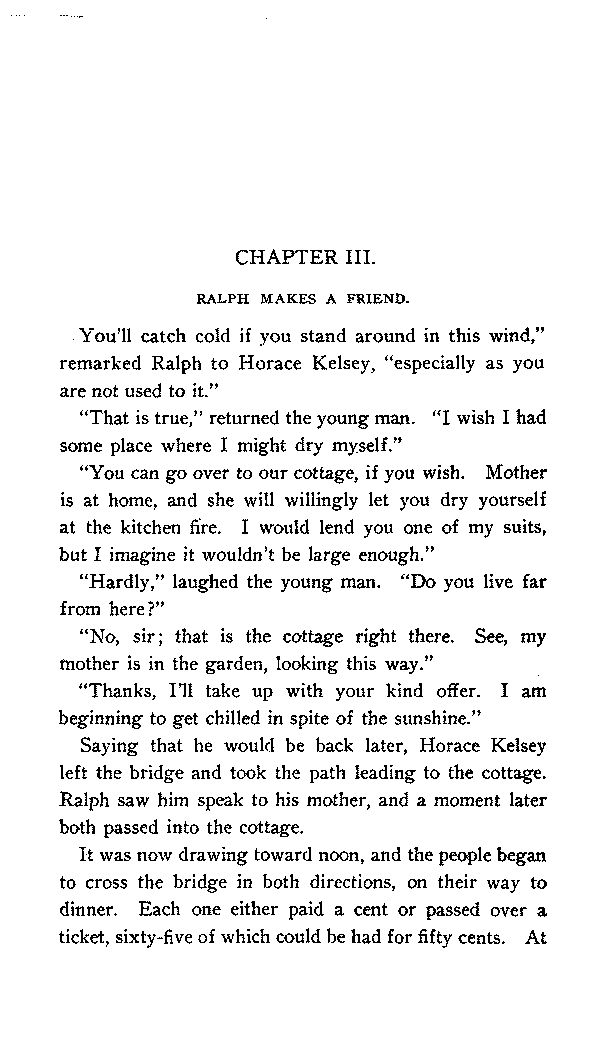 CHAPTER III.
RALPH MAKES A FRIEND.
You'll catch cold if you stand around in this wind,"
remarked Ralph to Horace Kelsey, "especially as you
are not used to it."
"That is true," returned the young man. "I wish I had
some place where I might dry myself."
"You can go over to our cottage, if you wish. Mother
is at home, and she will willingly let you dry yourself
at the kitchen fire. I would lend you one of my suits,
but I imagine it wouldn't be large enough."
"Hardly," laughed the young man. "Do you live far
from here?"
"No, sir; that is the cottage right there. See, my
mother is in the garden, looking this way."
"Thanks, I'll take up with your kind offer. I am
beginning to get chilled in spite of the sunshine."
Saying that he would be back later, Horace Kelsey
left the bridge and took the path leading to the cottage.
Ralph saw him speak to his mother, and a moment later
both passed into the cottage.
It was now drawing toward noon, and the people began
to cross the bridge in both directions, on their way to
dinner. Each one either paid a cent or passed over a
ticket, sixty-five of which could be had for fifty cents. At